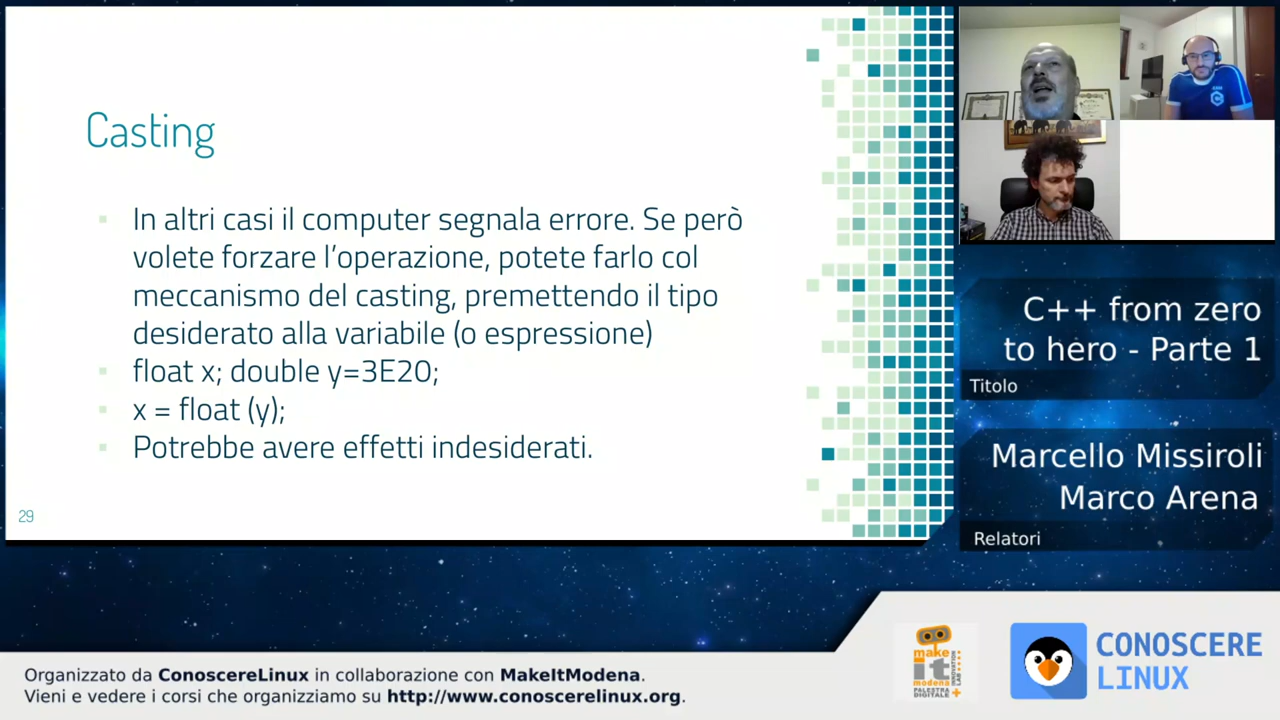 Casting
In altri casi il computer segnala errore. Se però
volete forzare l'operazione, potete farlo col
meccanismo del casting, premettendo il tipo
desiderato alla variabile (o espressione)
float x; double y=3E20;
x = float (y);
Potrebbe avere effetti indesiderati.
29
C++ from zero
to hero - Parte 1
Titolo
Marcello Missiroli
Marco Arena
Relatori
make
it
modena
PALESTRA
DIGITALE
INNOVATION
LAB
CONOSCERE
LINUX
Organizzato da ConoscereLinux in collaborazione con MakeItModena.
Vieni e vedere i corsi che organizziamo su http://www.conoscerelinux.org.